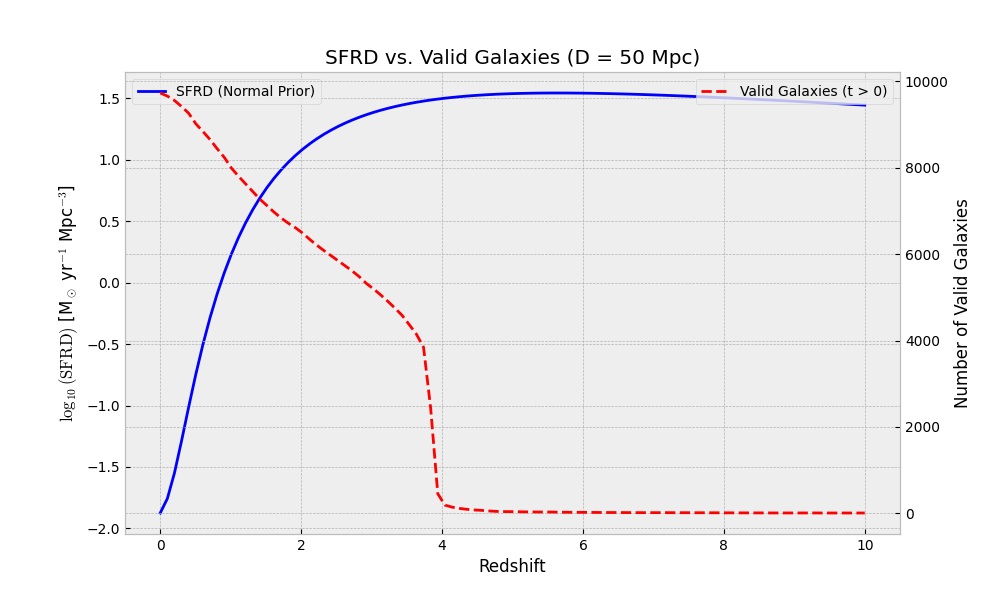 SFRD vs. Valid Galaxies (D = 50 Mpc)
SFRD (Normal Prior)
Valid Galaxies (t > 0)
log₁₀ (SFRD) [M⊙ yr⁻¹ Mpc⁻³]
1.5
1.0
0.5
0.0
−0.5
−1.0
−1.5
−2.0
10000
8000
6000
4000
2000
0
Number of Valid Galaxies
0 2 4 6 8 10
Redshift